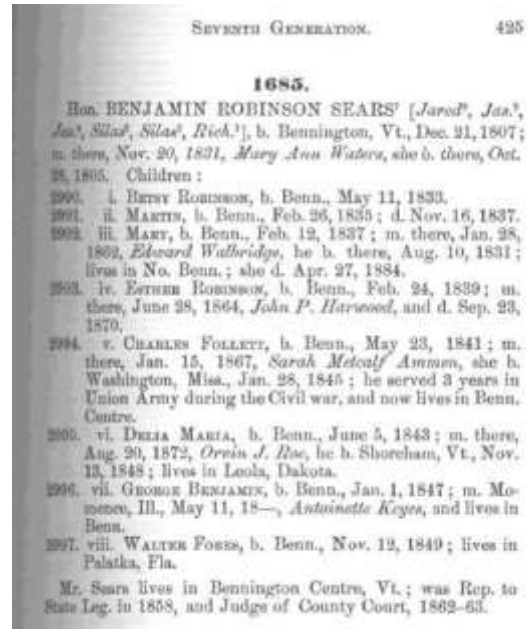 SEVENTH GENERATION. 425
1685.
Hon. BENJAMIN ROBINSON SEARS⁷ [Jared⁶, Jas.⁵,
Jas.⁴, Silas³, Silas², Rich.¹], b. Bennington, Vt., Dec. 21, 1807;
m. there, Nov. 20, 1831, Mary Ann Waters, she b. there, Oct.
28, 1805. Children:
2990. i. BETSY ROBINSON, b. Benn., May 11, 1833.
2991. ii. MARTIN, b. Benn., Feb. 26, 1835; d. Nov. 16, 1837.
2992. iii. MARY, b. Benn., Feb. 12, 1837; m. there, Jan. 28,
1862, Edward Walbridge, he b. there, Aug. 10, 1831;
lives in No. Benn.; she d. Apr. 27, 1884.
2993. iv. ESTHER ROBINSON, b. Benn., Feb. 24, 1839; m.
there, June 28, 1864, John P. Harwood, and d. Sep. 23,
1870.
2994. v. CHARLES FOLLETT, b. Benn., May 23, 1841; m.
there, Jan. 15, 1867, Sarah Metcalf Ammen, she b.
Washington, Miss., Jan. 28, 1845; he served 3 years in
Union Army during the Civil war, and now lives in Benn.
Centre.
2995. vi. DELIA MARIA, b. Benn., June 5, 1843; m. there,
Aug. 20, 1872, Orvin J. Roe, he b. Shoreham, Vt., Nov.
13, 1848; lives in Leola, Dakota.
2996. vii. GEORGE BENJAMIN, b. Benn., Jan. 1, 1847; m. Mo-
mence, Ill., May 11, 18—, Antoinette Keyes, and lives in
Benn.
2997. viii. WALTER FOBES, b. Benn., Nov. 12, 1849; lives in
Palatka, Fla.
Mr. Sears lives in Bennington Centre, Vt.; was Rep. to
State Leg. in 1858, and Judge of County Court, 1862-63.